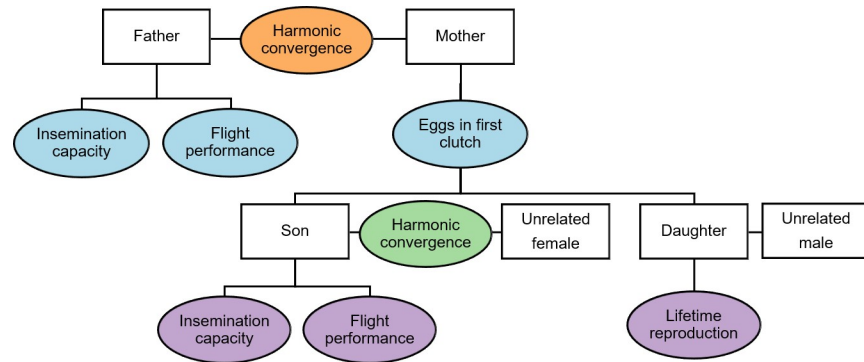 Father
Harmonic
convergence
Mother
Insemination
capacity
Flight
performance
Eggs in first
clutch
Son
Harmonic
convergence
Unrelated
female
Daughter
Unrelated
male
Insemination
capacity
Flight
performance
Lifetime
reproduction